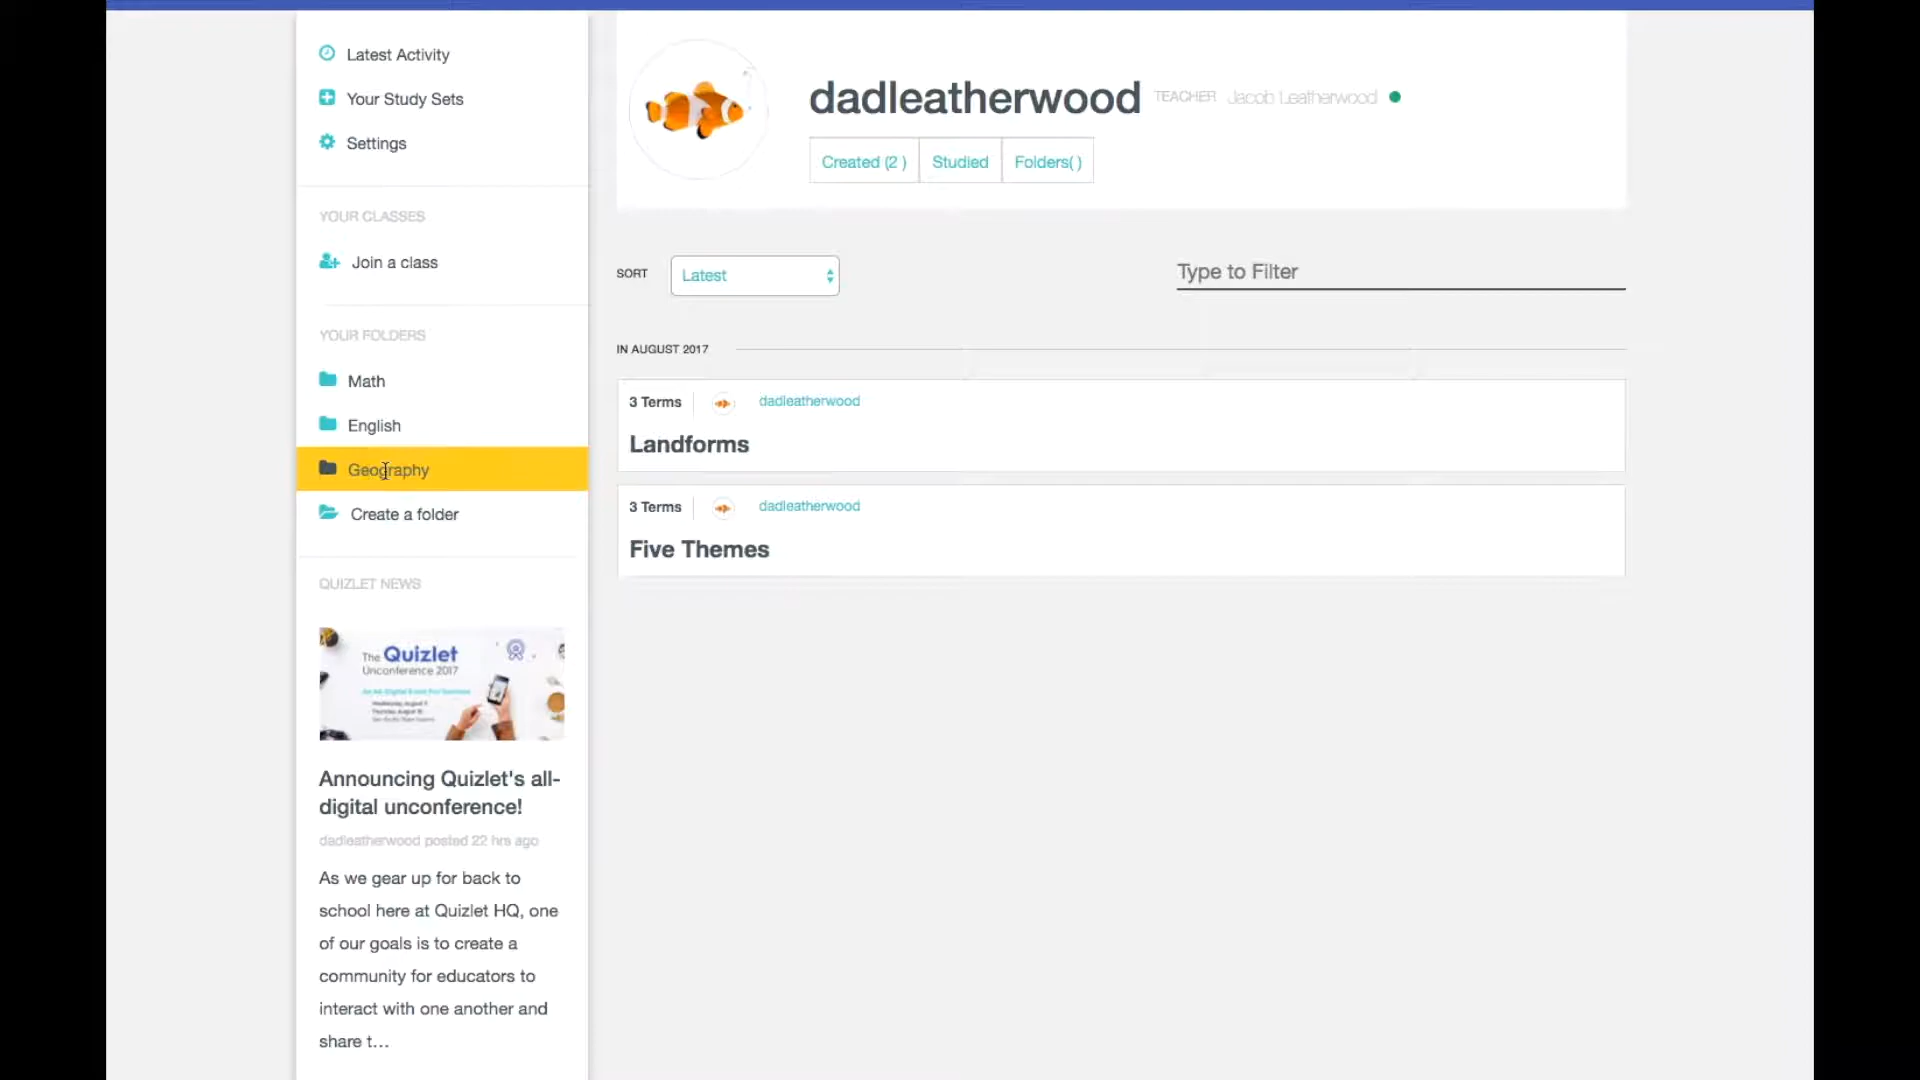 Latest Activity
Your Study Sets
Settings
YOUR CLASSES
Join a class
YOUR FOLDERS
Math
English
Geography
Create a folder
QUIZLET NEWS
The Quizlet
Unconference 2017
Announcing Quizlet's all-
digital unconference!
dadleatherwood posted 22 hrs ago
As we gear up for back to
school here at Quizlet HQ, one
of our goals is to create a
community for educators to
interact with one another and
share t...
dadleatherwood TEACHER Jacob Leatherwood
Created (2 ) Studied Folders( )
SORT Latest Type to Filter
IN AUGUST 2017
3 Terms dadleatherwood
Landforms
3 Terms dadleatherwood
Five Themes